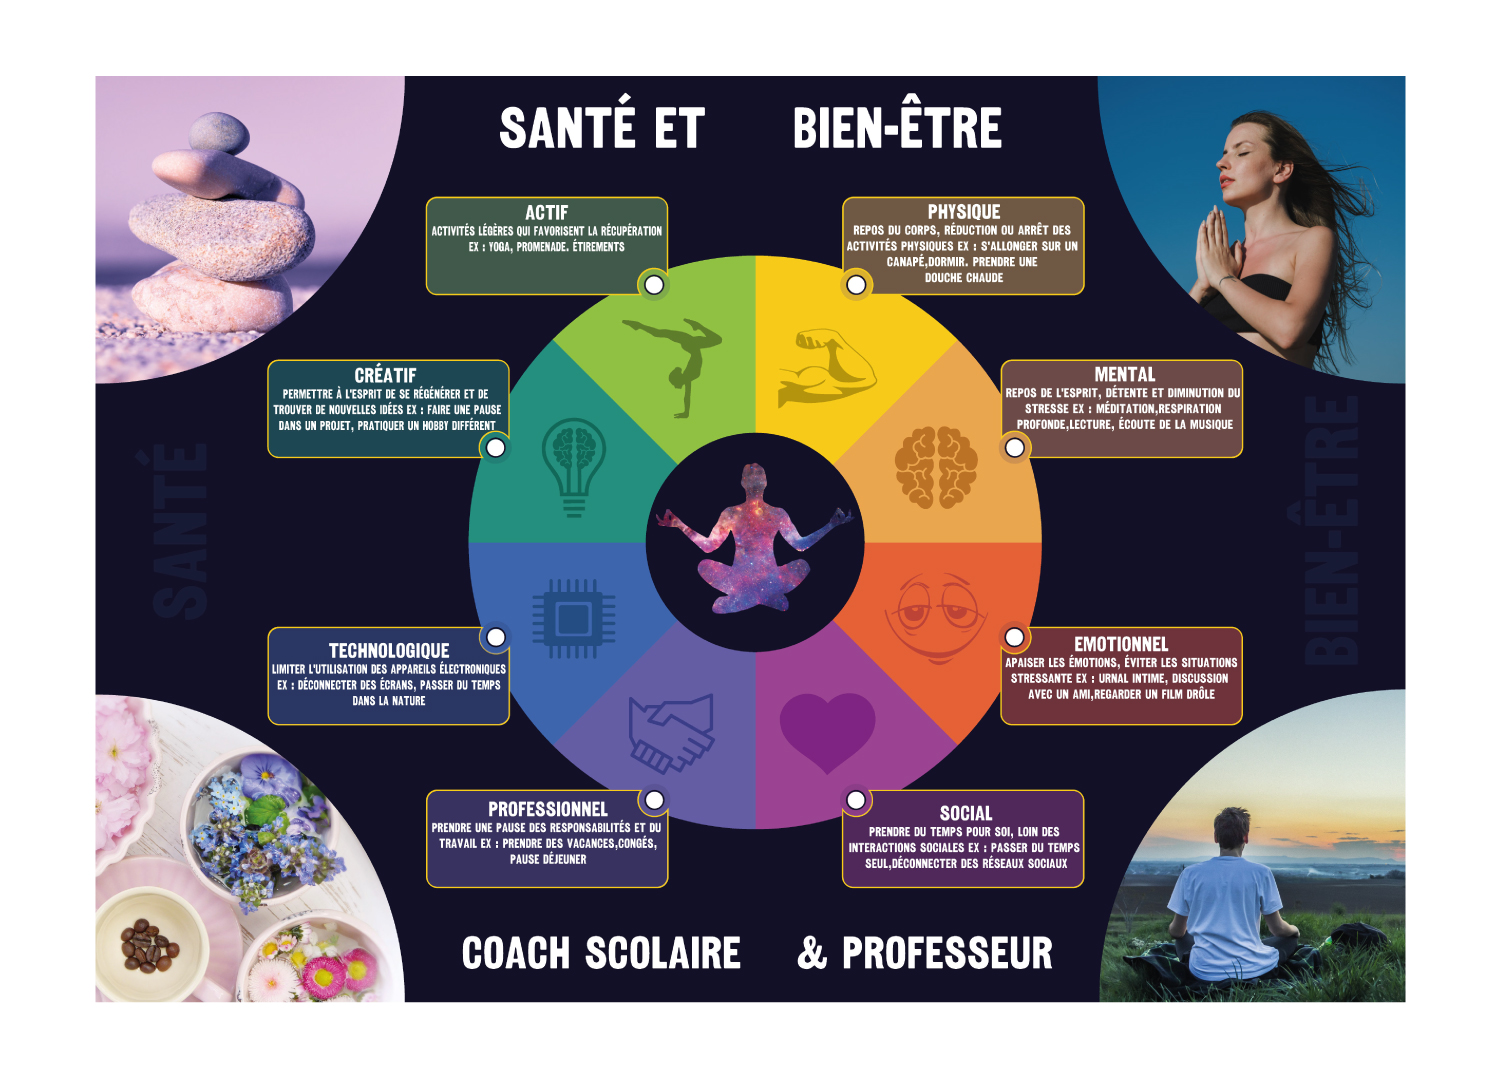 SANTÉ ET BIEN-ÊTRE
ACTIF
ACTIVITÉS LÉGÈRES QUI FAVORISENT LA RÉCUPÉRATION
EX : YOGA, PROMENADE. ÉTIREMENTS
PHYSIQUE
REPOS DU CORPS, RÉDUCTION OU ARRÊT DES
ACTIVITÉS PHYSIQUES EX : S'ALLONGER SUR UN
CANAPÉ,DORMIR. PRENDRE UNE
DOUCHE CHAUDE
CRÉATIF
PERMETTRE À L'ESPRIT DE SE RÉGÉNÉRER ET DE
TROUVER DE NOUVELLES IDÉES EX : FAIRE UNE PAUSE
DANS UN PROJET, PRATIQUER UN HOBBY DIFFÉRENT
MENTAL
REPOS DE L'ESPRIT, DÉTENTE ET DIMINUTION DU
STRESSE EX : MÉDITATION,RESPIRATION
PROFONDE,LECTURE, ÉCOUTE DE LA MUSIQUE
SANTÉ
BIEN-ÊTRE
TECHNOLOGIQUE
LIMITER L'UTILISATION DES APPAREILS ÉLECTRONIQUES
EX : DÉCONNECTER DES ÉCRANS, PASSER DU TEMPS
DANS LA NATURE
EMOTIONNEL
APAISER LES ÉMOTIONS, ÉVITER LES SITUATIONS
STRESSANTE EX : URNAL INTIME, DISCUSSION
AVEC UN AMI,REGARDER UN FILM DRÔLE
PROFESSIONNEL
PRENDRE UNE PAUSE DES RESPONSABILITÉS ET DU
TRAVAIL EX : PRENDRE DES VACANCES,CONGÉS,
PAUSE DÉJEUNER
SOCIAL
PRENDRE DU TEMPS POUR SOI, LOIN DES
INTERACTIONS SOCIALES EX : PASSER DU TEMPS
SEUL,DÉCONNECTER DES RÉSEAUX SOCIAUX
COACH SCOLAIRE & PROFESSEUR